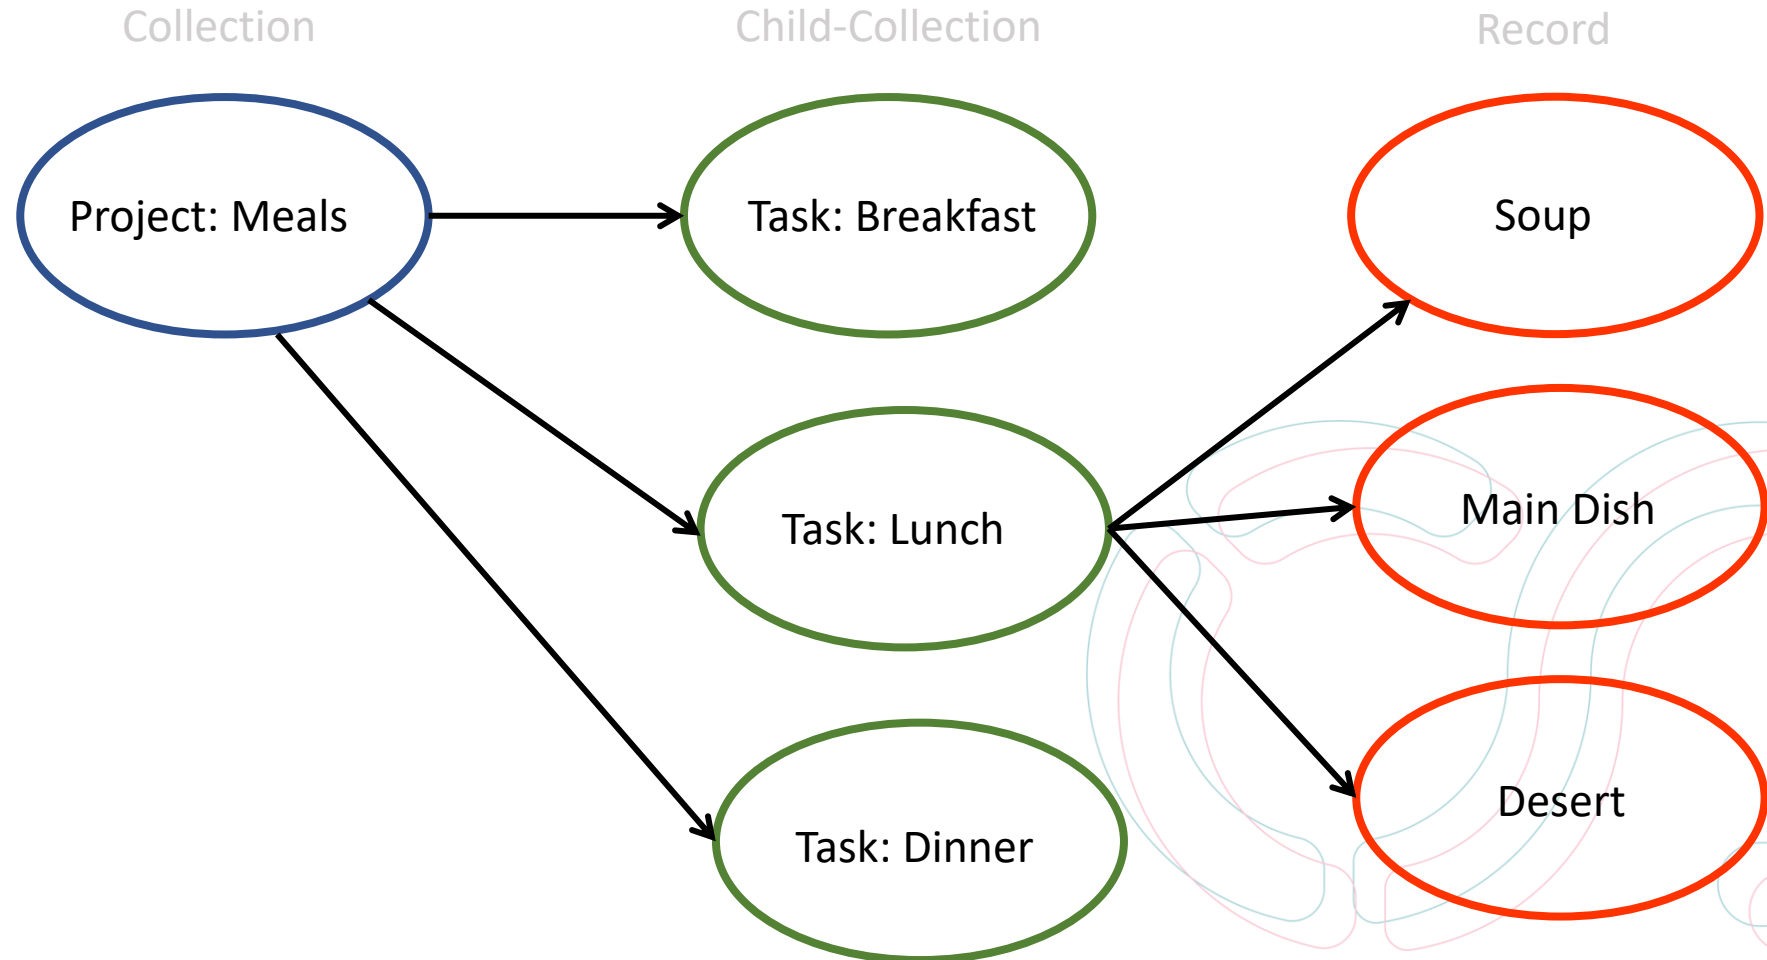 Collection
Child-Collection
Record
Project: Meals
Task: Breakfast
Soup
Task: Lunch
Main Dish
Task: Dinner
Desert